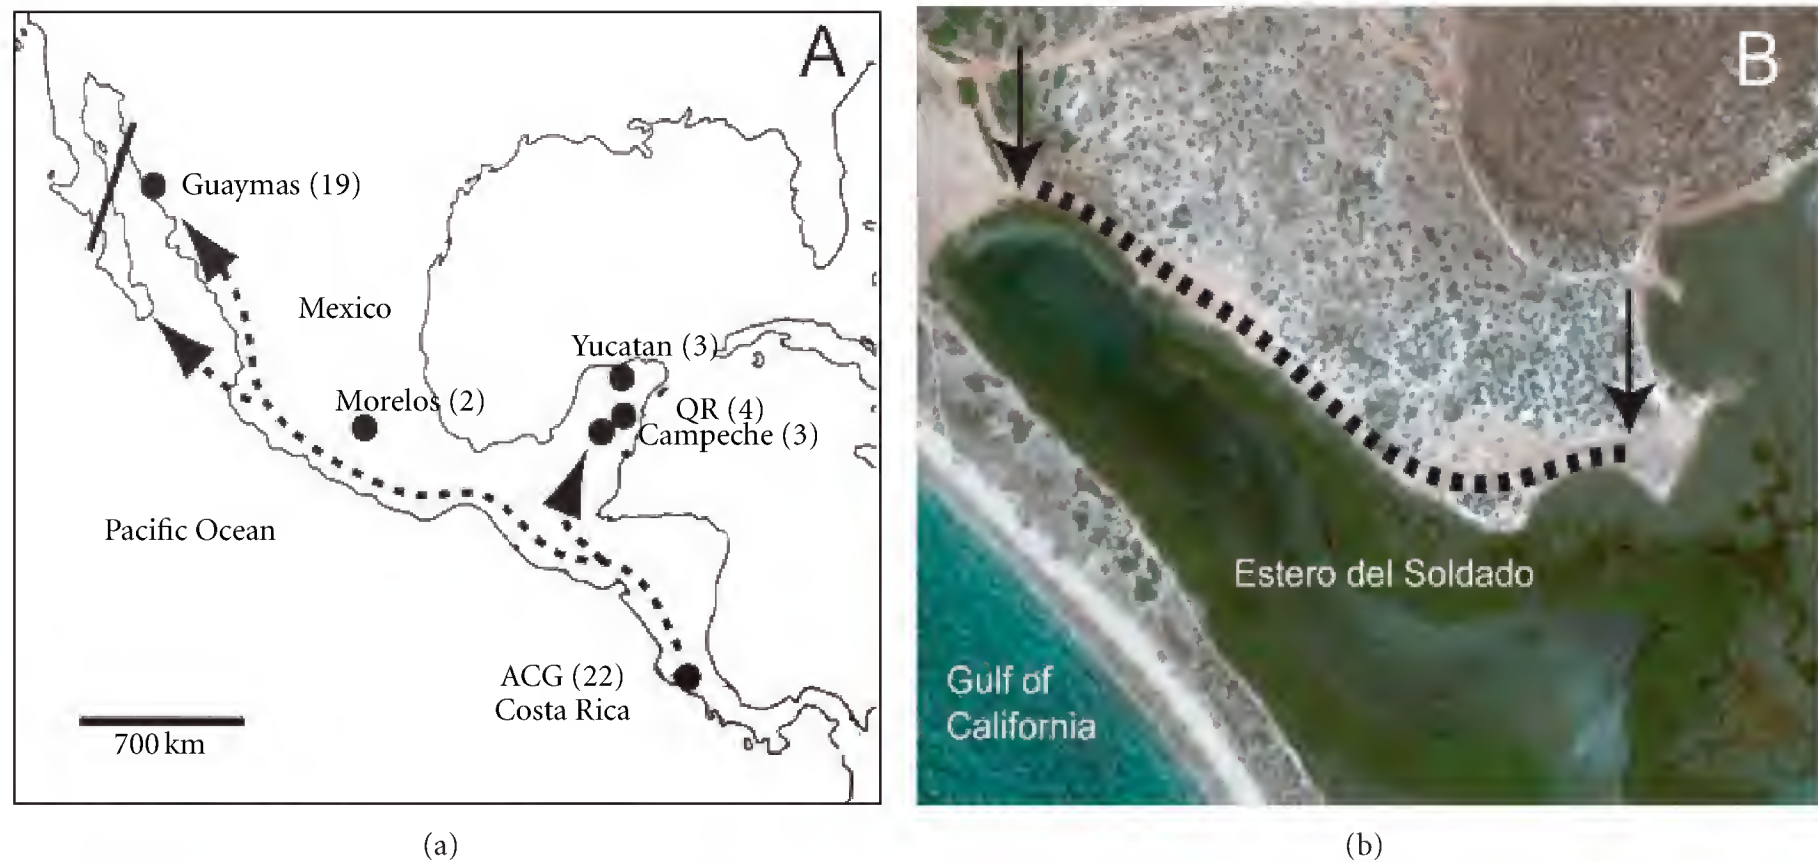 A
Guaymas (19)
Mexico
Yucatan (3)
Morelos (2)
QR (4)
Campeche (3)
Pacific Ocean
ACG (22)
Costa Rica
700 km
(a)
B
Estero del Soldado
Gulf of
California
(b)